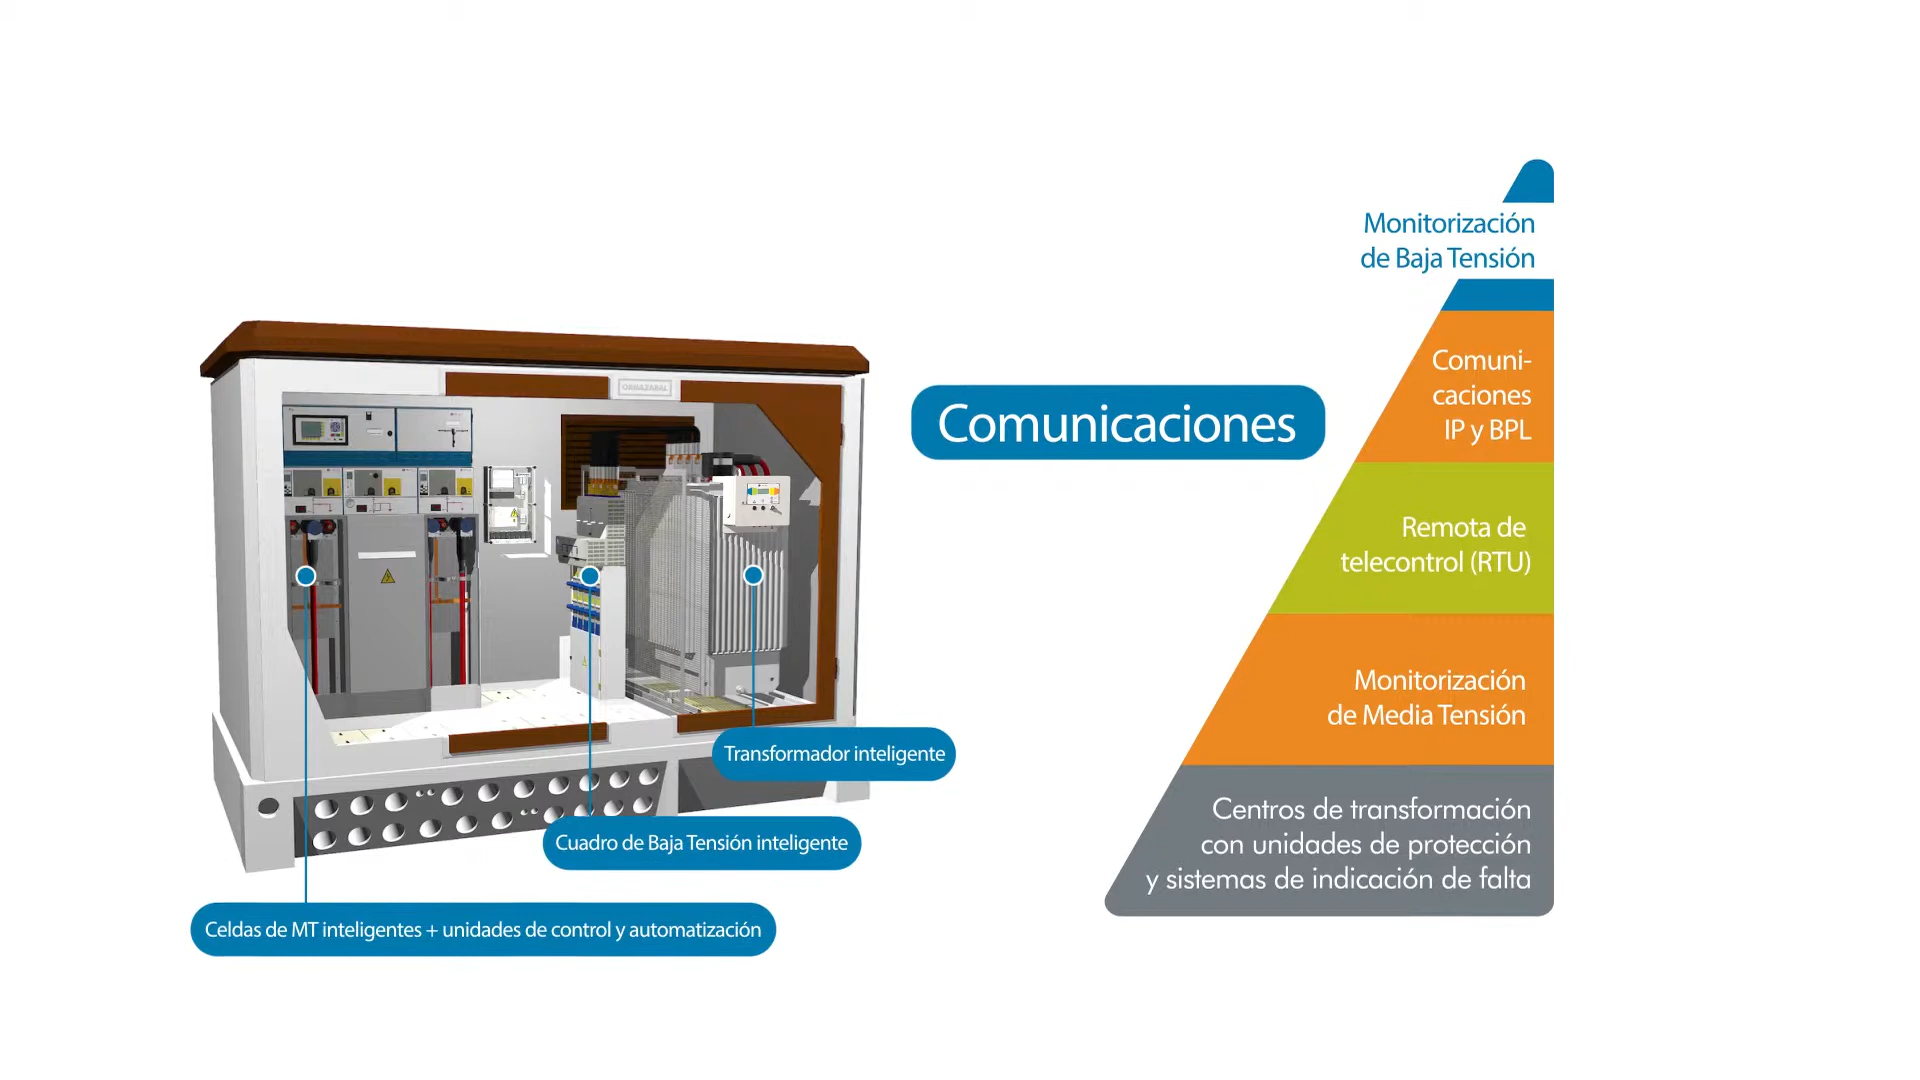 Monitorización
de Baja Tensión
Comuni-
caciones
IP y BPL
Comunicaciones
Remota de
telecontrol (RTU)
Monitorización
de Media Tensión
Centros de transformación
con unidades de protección
y sistemas de indicación de falta
ORMAZABAL
Transformador inteligente
Cuadro de Baja Tensión inteligente
Celdas de MT inteligentes + unidades de control y automatización